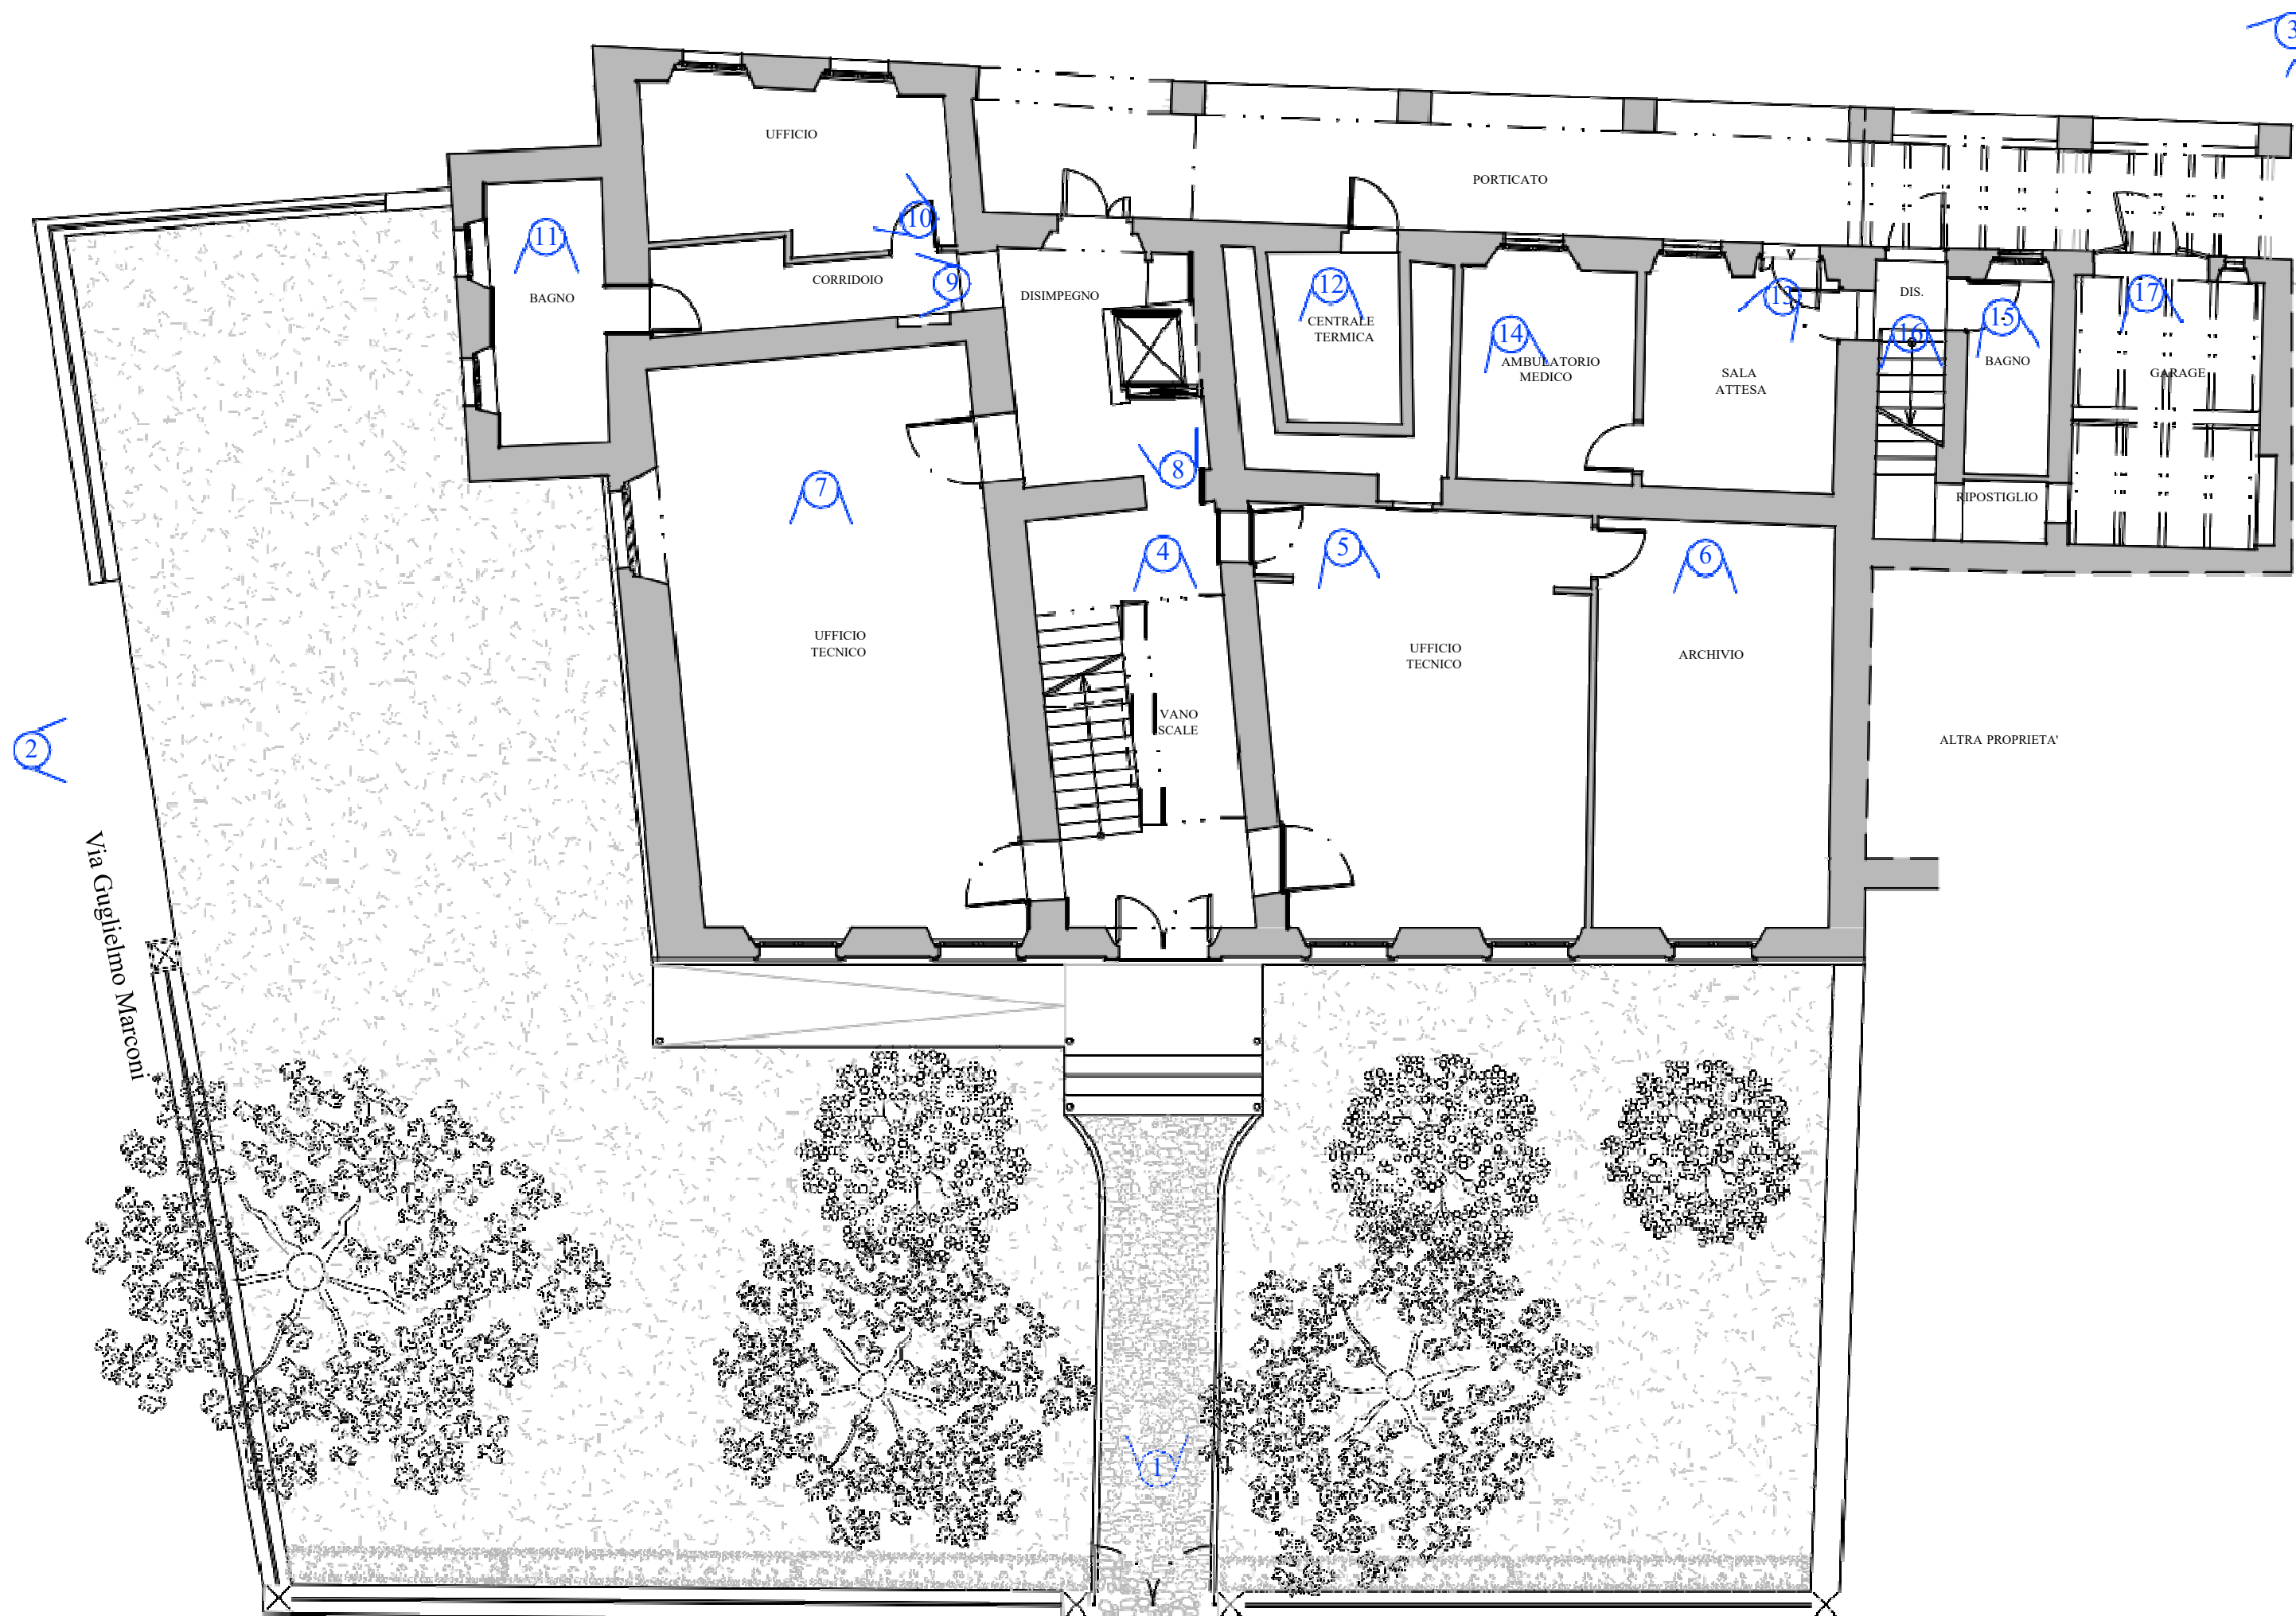 3
UFFICIO
PORTICATO
10
11
BAGNO
CORRIDOIO
9
DISIMPEGNO
12
CENTRALE
TERMICA
14
AMBULATORIO
MEDICO
13
SALA
ATTESA
DIS.
16
15
BAGNO
17
GARAGE
RIPOSTIGLIO
7
8
4
5
6
UFFICIO
TECNICO
UFFICIO
TECNICO
ARCHIVIO
VANO
SCALE
ALTRA PROPRIETA'
2
Via Guglielmo Marconi
1